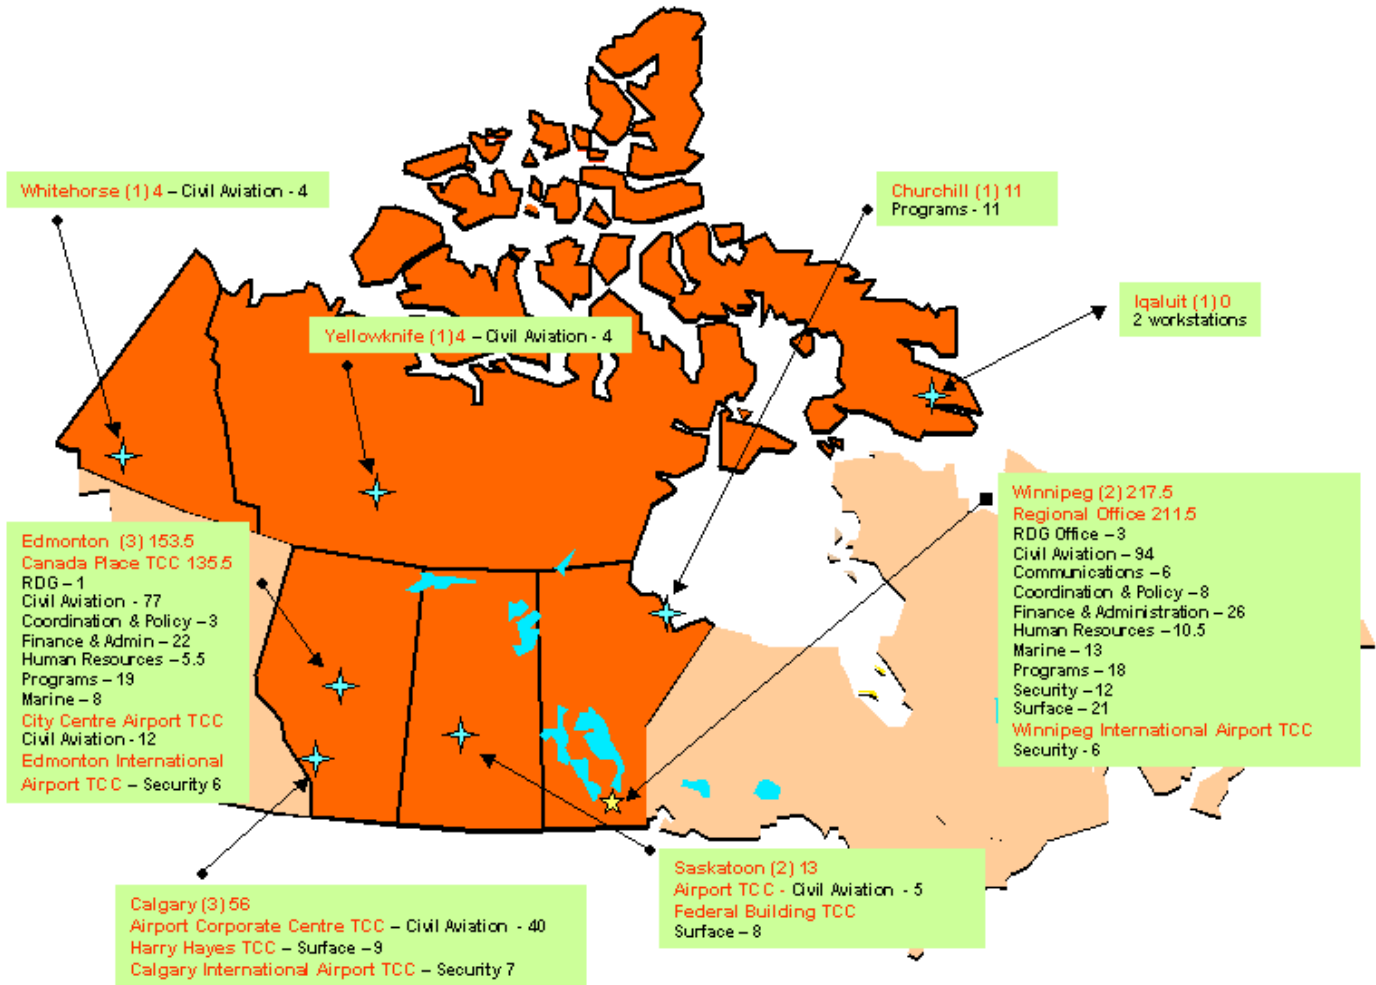 Whitehorse (1) 4 – Civil Aviation - 4
Churchill (1) 11
Programs - 11
Iqaluit (1) 0
2 workstations
Yellowknife (1) 4 – Civil Aviation - 4
Edmonton (3) 153.5
Canada Place TCC 135.5
RDG – 1
Civil Aviation - 77
Coordination & Policy – 3
Finance & Admin – 22
Human Resources – 5.5
Programs – 19
Marine – 8
City Centre Airport TCC
Civil Aviation - 12
Edmonton International
Airport TCC – Security 6
Winnipeg (2) 217.5
Regional Office 211.5
RDG Office – 3
Civil Aviation – 94
Communications – 6
Coordination & Policy – 8
Finance & Administration – 26
Human Resources – 10.5
Marine – 13
Programs – 18
Security – 12
Surface – 21
Winnipeg International Airport TCC
Security - 6
Saskatoon (2) 13
Airport TCC - Civil Aviation - 5
Federal Building TCC
Surface – 8
Calgary (3) 56
Airport Corporate Centre TCC – Civil Aviation - 40
Harry Hayes TCC – Surface – 9
Calgary International Airport TCC – Security 7